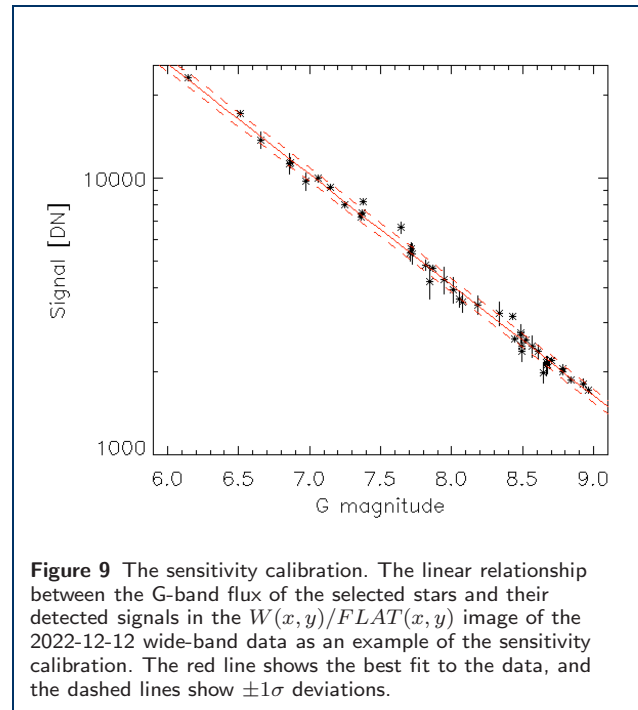 10000
1000
Signal [DN]
6.0 6.5 7.0 7.5 8.0 8.5 9.0
G magnitude
Figure 9 The sensitivity calibration. The linear relationship
between the G-band flux of the selected stars and their
detected signals in the W(x, y)/FLAT(x, y) image of the
2022-12-12 wide-band data as an example of the sensitivity
calibration. The red line shows the best fit to the data, and
the dashed lines show ±1σ deviations.